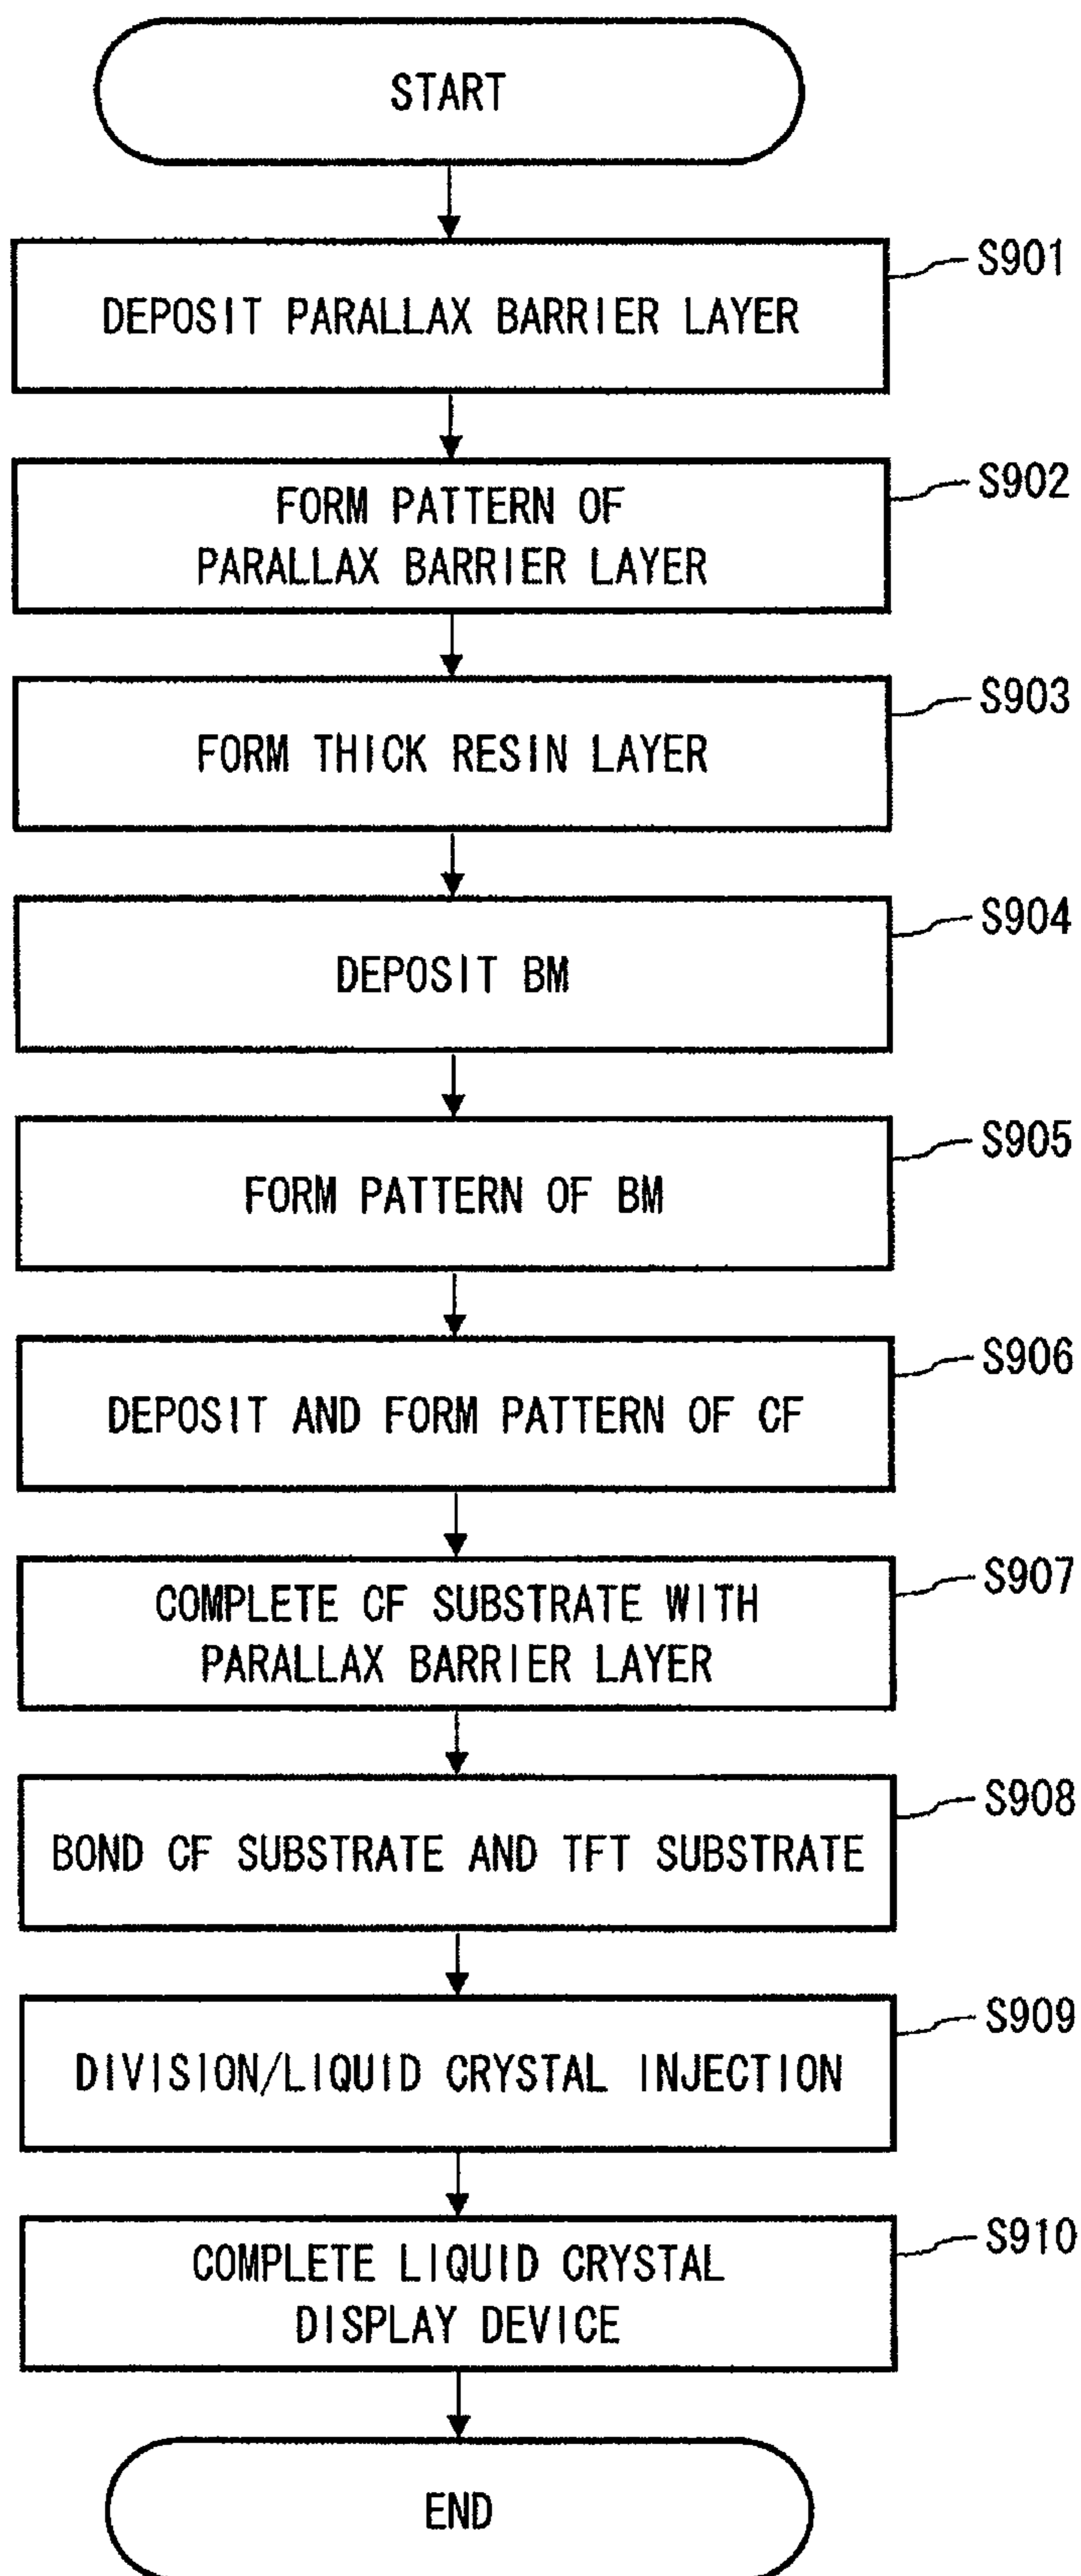 START
DEPOSIT PARALLAX BARRIER LAYER
S901
FORM PATTERN OF
PARALLAX BARRIER LAYER
S902
FORM THICK RESIN LAYER
S903
DEPOSIT BM
S904
FORM PATTERN OF BM
S905
DEPOSIT AND FORM PATTERN OF CF
S906
COMPLETE CF SUBSTRATE WITH
PARALLAX BARRIER LAYER
S907
BOND CF SUBSTRATE AND TFT SUBSTRATE
S908
DIVISION/LIQUID CRYSTAL INJECTION
S909
COMPLETE LIQUID CRYSTAL
DISPLAY DEVICE
S910
END